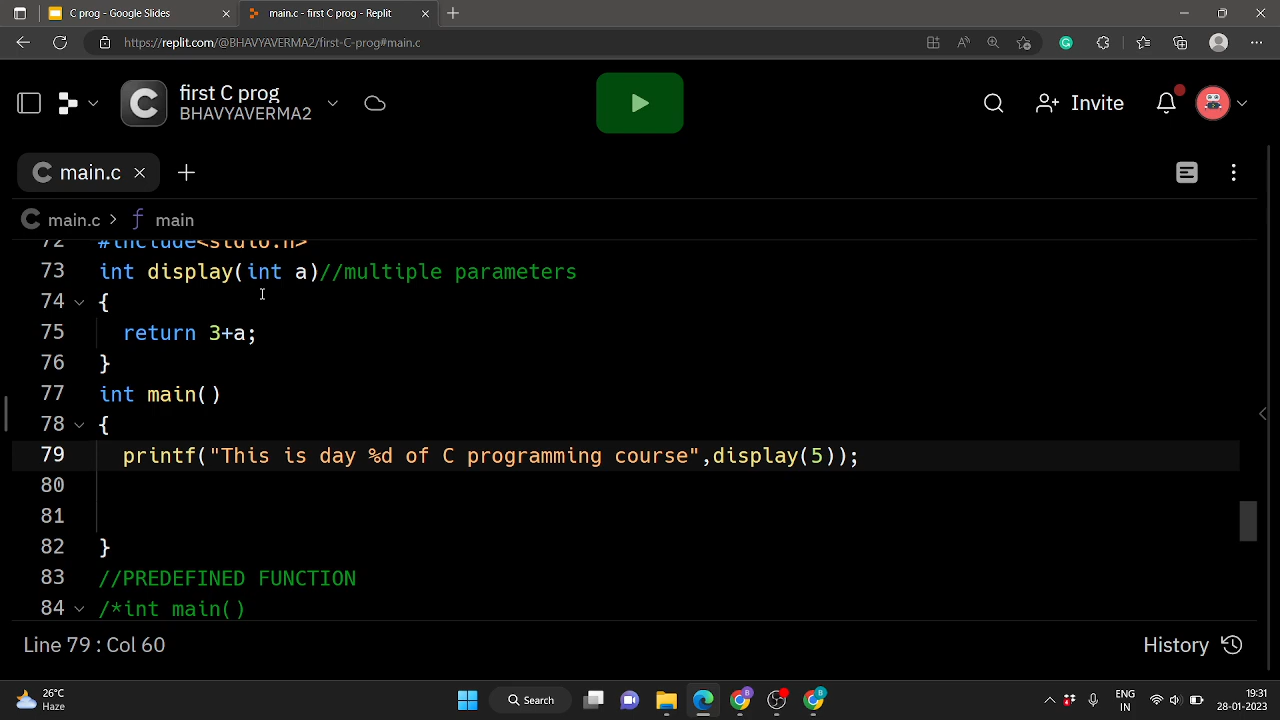 C prog - Google Slides
main.c - first C prog - Replit
https://replit.com/@BHAVYAVERMA2/first-C-prog#main.c
first C prog
BHAVYAVERMA2
Invite
main.c
main.c > main
72 #include<stdio.h>
73 int display(int a)//multiple parameters
74 {
75 return 3+a;
76 }
77 int main()
78 {
79 printf("This is day %d of C programming course",display(5));
80
81
82 }
83 //PREDEFINED FUNCTION
84 /*int main()
Line 79 : Col 60
History
26°C
Haze
Search
ENG
IN
19:31
28-01-2023